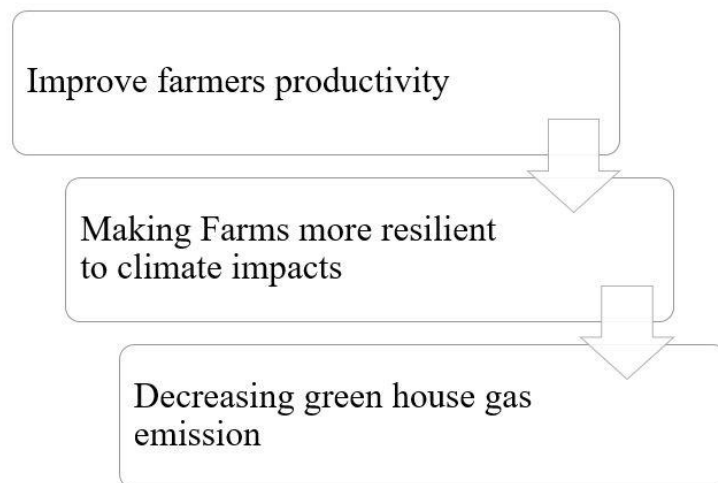 Improve farmers productivity
Making Farms more resilient
to climate impacts
Decreasing green house gas
emission